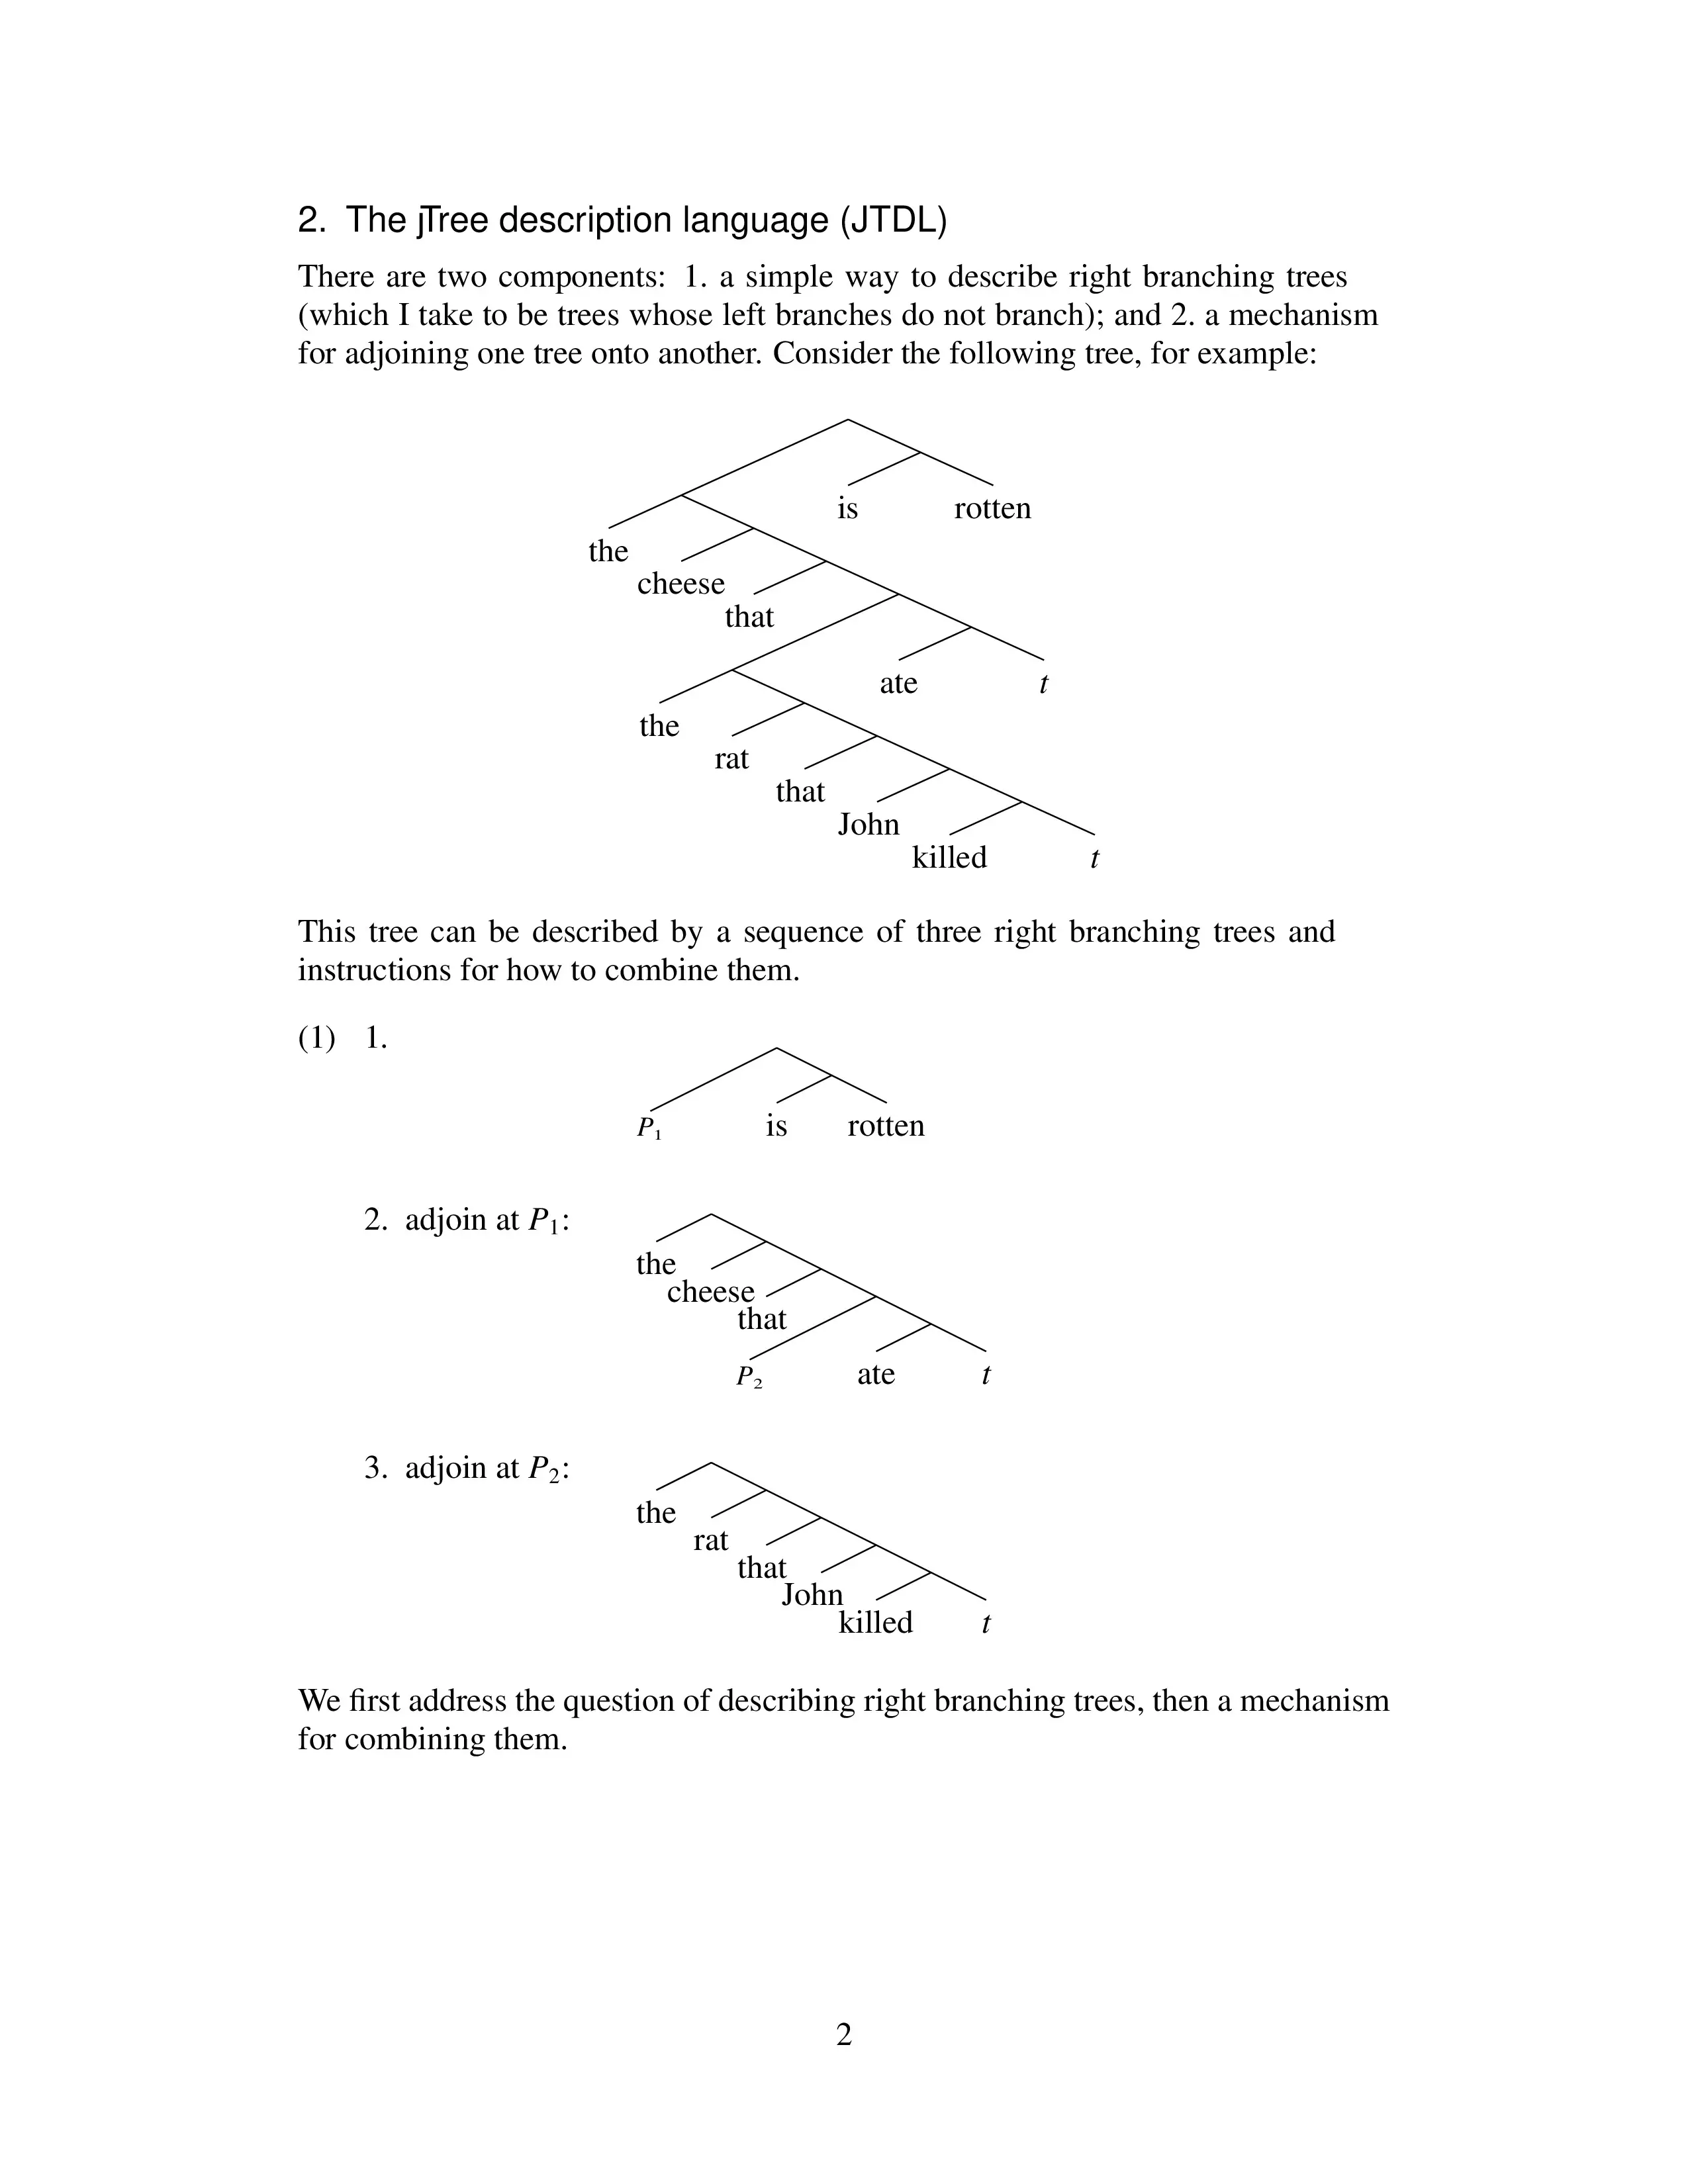 2. The jTree description language (JTDL)
There are two components: 1. a simple way to describe right branching trees
(which I take to be trees whose left branches do not branch); and 2. a mechanism
for adjoining one tree onto another. Consider the following tree, for example:
is rotten
the
cheese
that
ate t
the
rat
that
John
killed t
This tree can be described by a sequence of three right branching trees and
instructions for how to combine them.
(1) 1.
P₁ is rotten
2. adjoin at P₁:
the
cheese
that
P₂ ate t
3. adjoin at P₂:
the
rat
that
John
killed t
We first address the question of describing right branching trees, then a mechanism
for combining them.
2